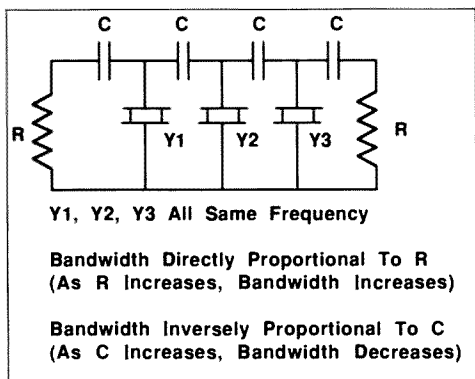 C C C C
R Y1 Y2 Y3 R
Y1, Y2, Y3 All Same Frequency
Bandwidth Directly Proportional To R
(As R Increases, Bandwidth Increases)
Bandwidth Inversely Proportional To C
(As C Increases, Bandwidth Decreases)